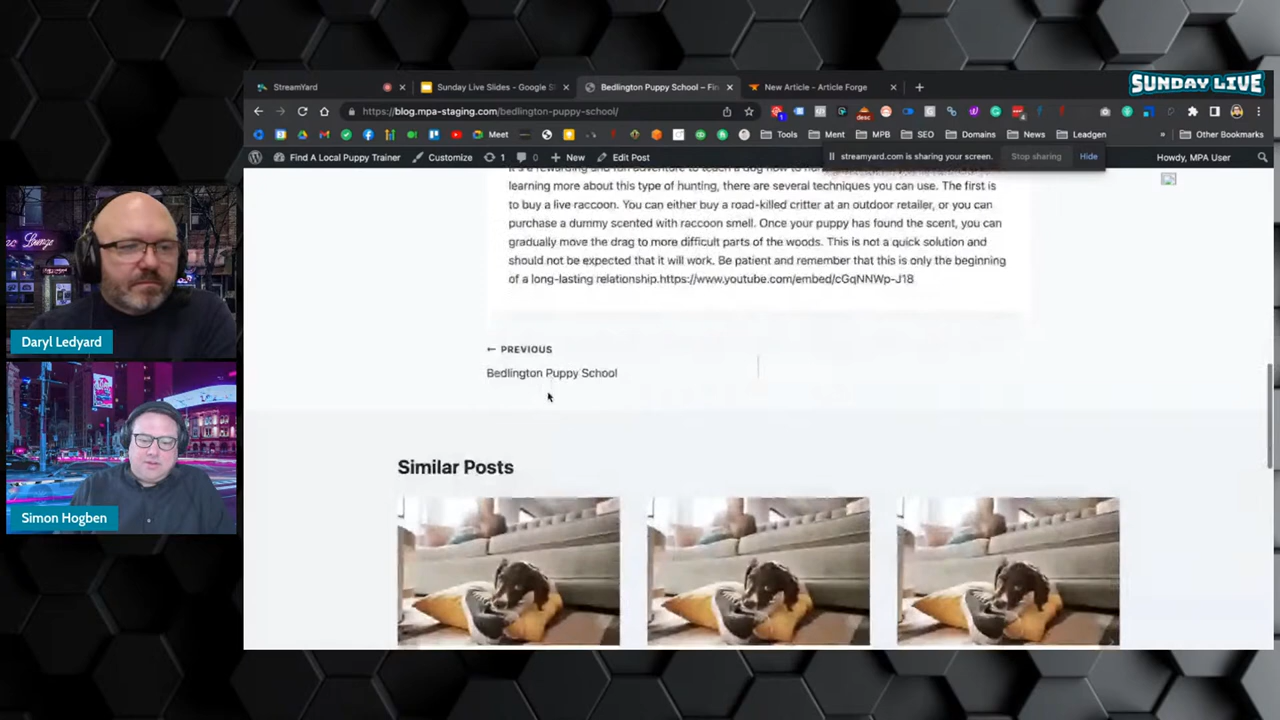 SUNDAY LIVE
StreamYard
Sunday Live Slides - Google S
Bedlington Puppy School – Fin
New Article - Article Forge
https://blog.mpa-staging.com/bedlington-puppy-school/
Meet
Tools
Ment
MPB
SEO
Domains
News
Leadgen
»
Other Bookmarks
Find A Local Puppy Trainer
Customize
1
0
+ New
Edit Post
streamyard.com is sharing your screen.
Stop sharing
Hide
Howdy, MPA User
learning more about this type of hunting, there are several techniques you can use. The first is
to buy a live raccoon. You can either buy a road-killed critter at an outdoor retailer, or you can
purchase a dummy scented with raccoon smell. Once your puppy has found the scent, you can
gradually move the drag to more difficult parts of the woods. This is not a quick solution and
should not be expected that it will work. Be patient and remember that this is only the beginning
of a long-lasting relationship.https://www.youtube.com/embed/cGqNNWp-J18
← PREVIOUS
Bedlington Puppy School
Similar Posts
Daryl Ledyard
Simon Hogben